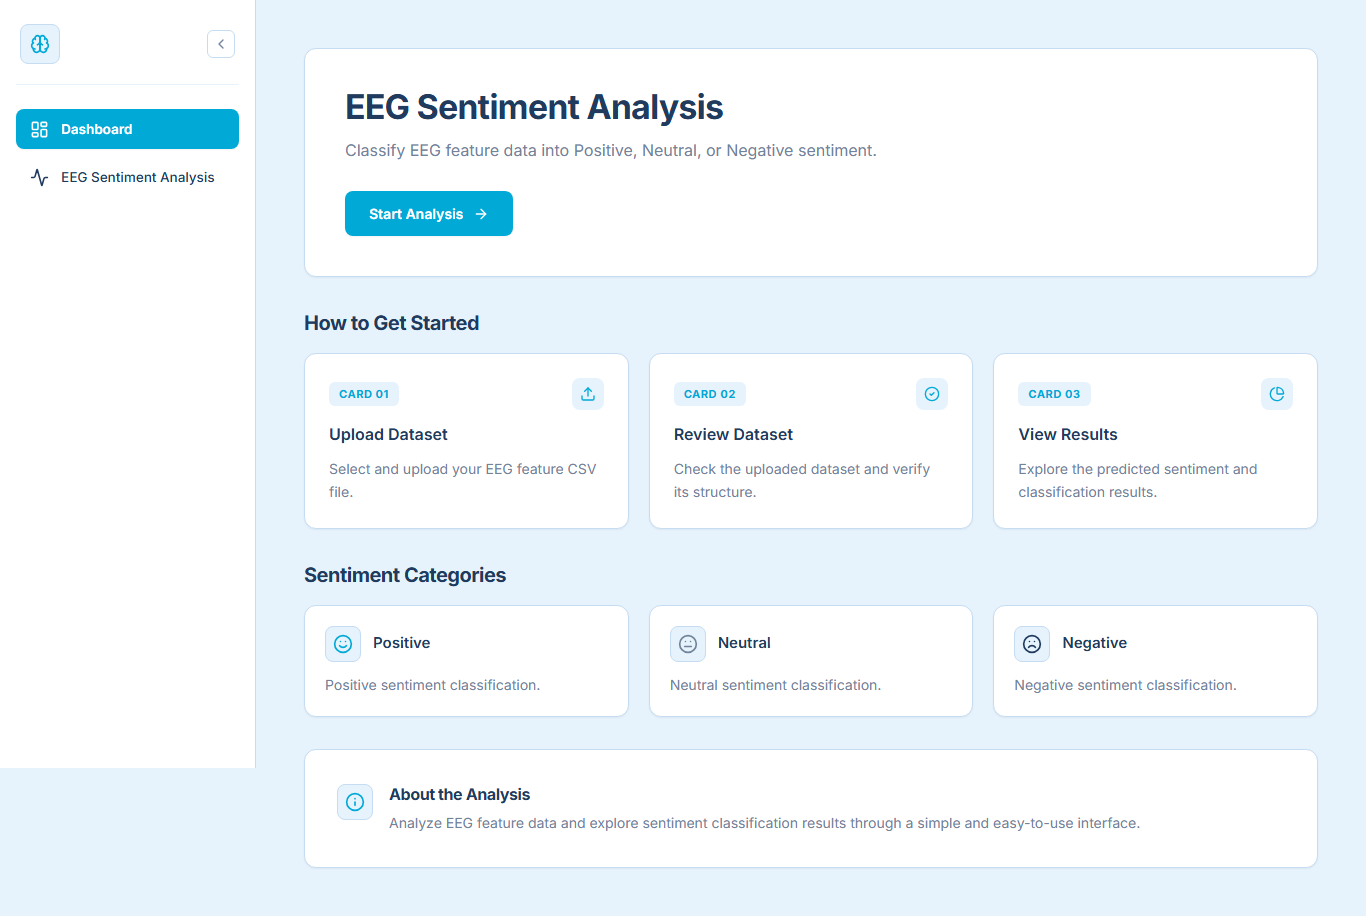 Dashboard
EEG Sentiment Analysis
EEG Sentiment Analysis
Classify EEG feature data into Positive, Neutral, or Negative sentiment.
Start Analysis
How to Get Started
CARD 01
Upload Dataset
Select and upload your EEG feature CSV
file.
CARD 02
Review Dataset
Check the uploaded dataset and verify
its structure.
CARD 03
View Results
Explore the predicted sentiment and
classification results.
Sentiment Categories
Positive
Positive sentiment classification.
Neutral
Neutral sentiment classification.
Negative
Negative sentiment classification.
About the Analysis
Analyze EEG feature data and explore sentiment classification results through a simple and easy-to-use interface.